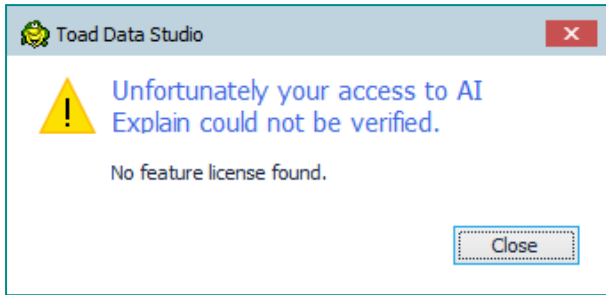 Toad Data Studio
Unfortunately your access to AI
Explain could not be verified.
No feature license found.
Close